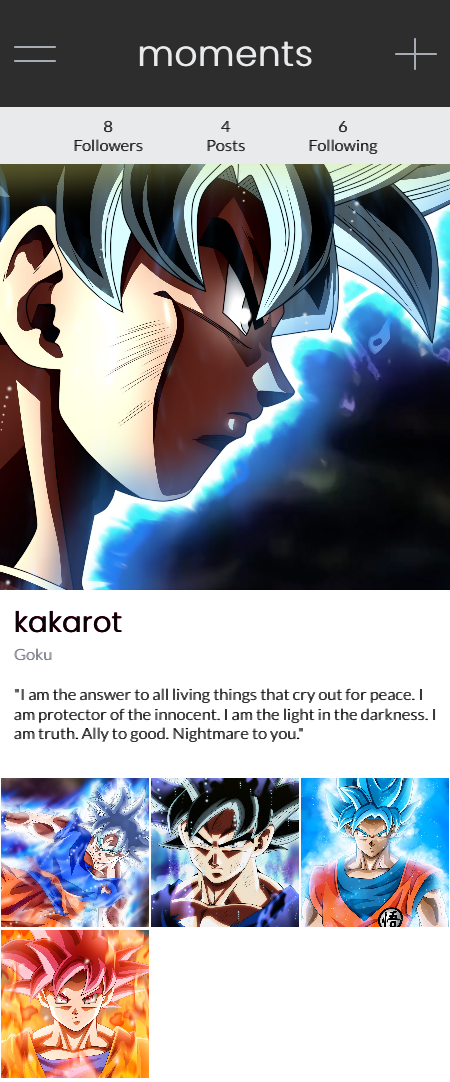 moments
8 4 6
Followers Posts Following
kakarot
Goku
"I am the answer to all living things that cry out for peace. I
am protector of the innocent. I am the light in the darkness. I
am truth. Ally to good. Nightmare to you."
悟